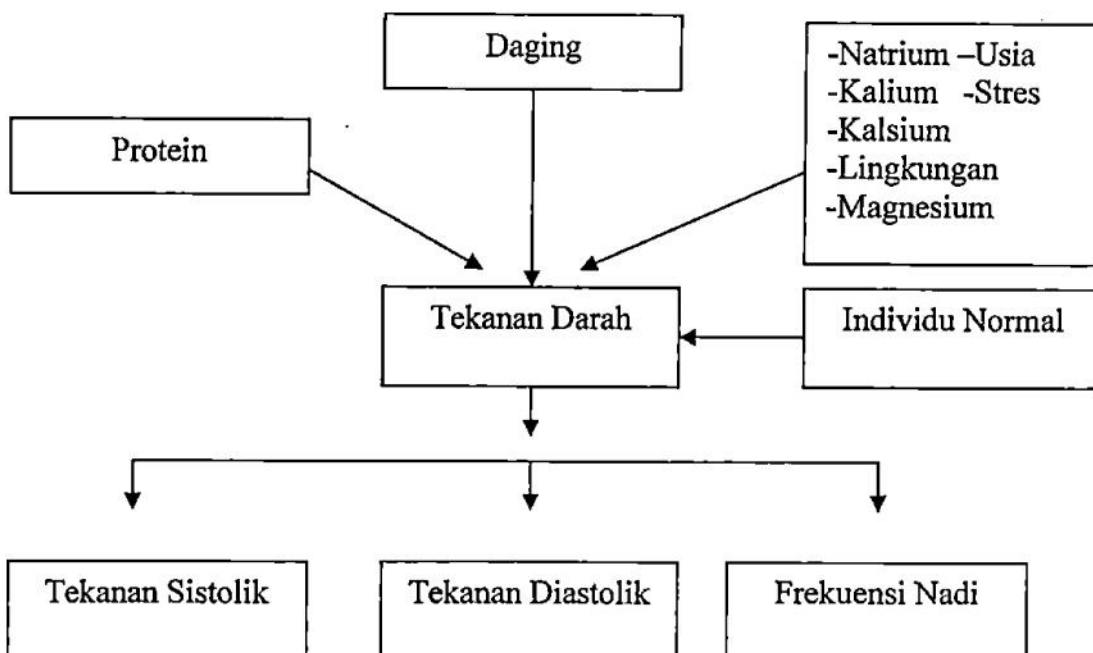 Daging
-Natrium –Usia
-Kalium -Stres
-Kalsium
-Lingkungan
-Magnesium
Protein
Tekanan Darah
Individu Normal
Tekanan Sistolik
Tekanan Diastolik
Frekuensi Nadi